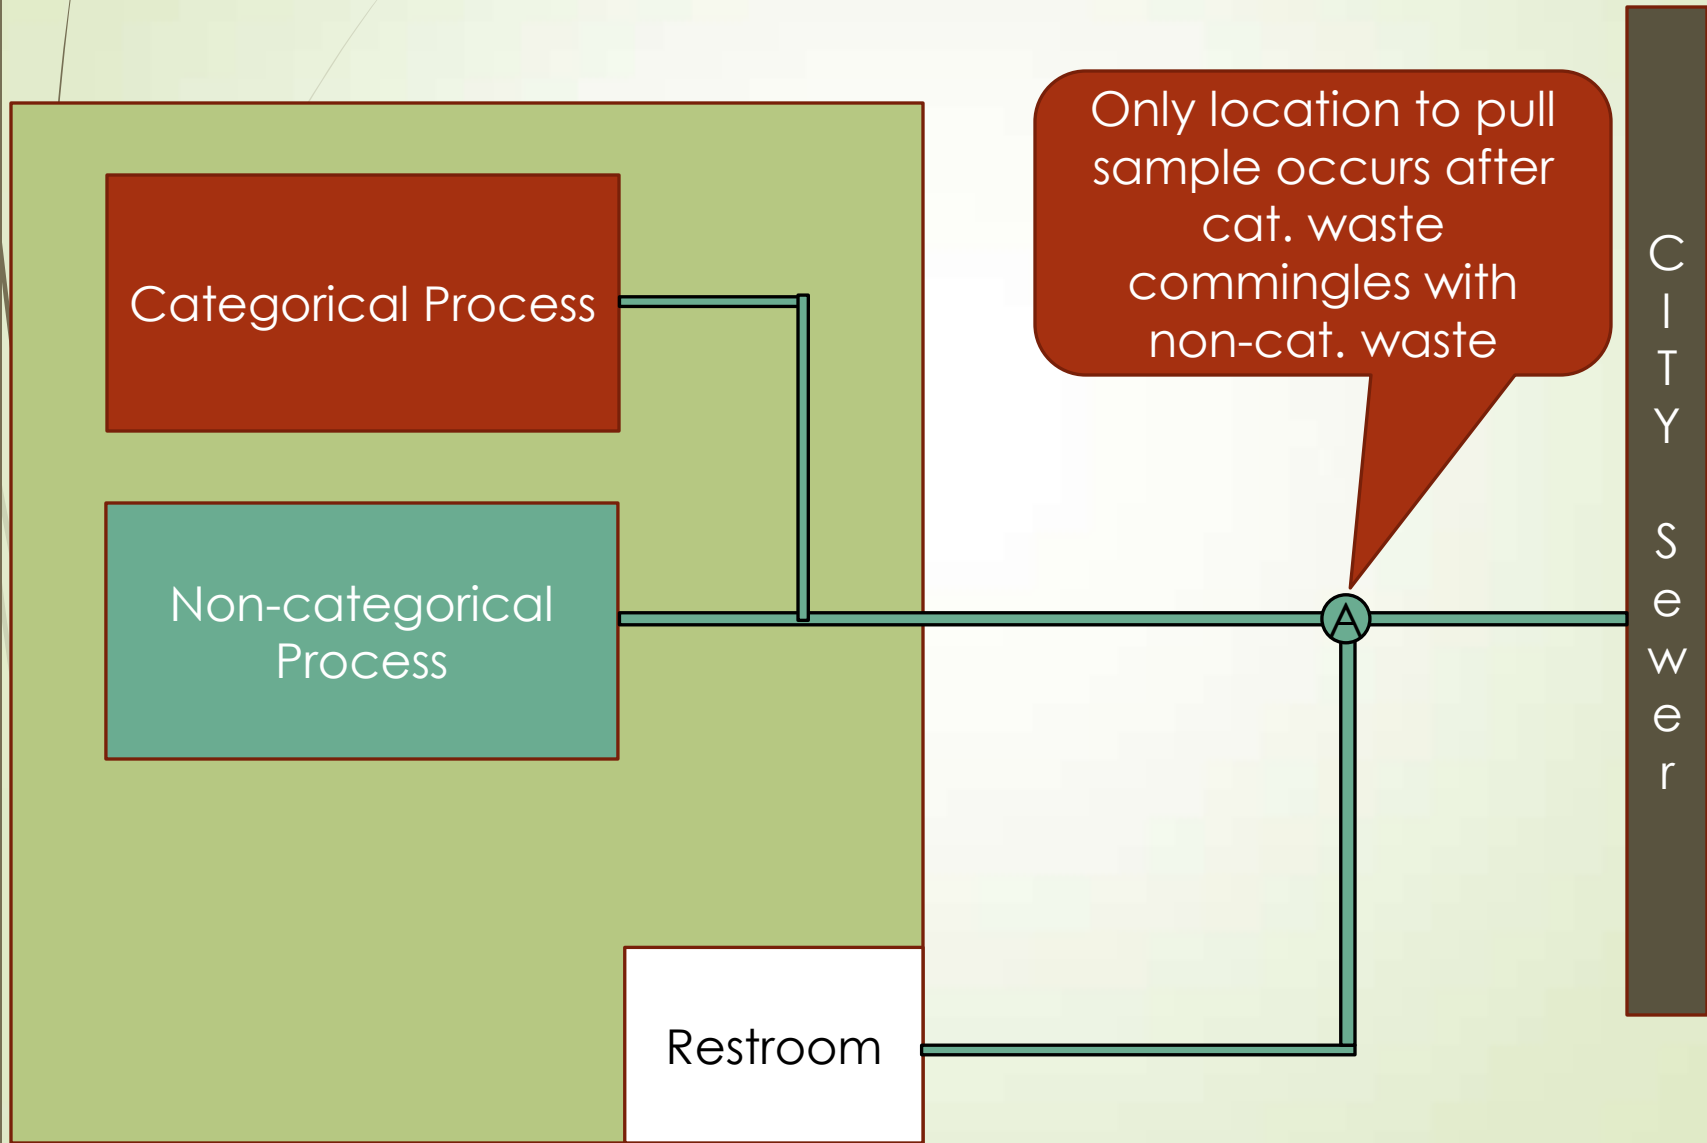 Only location to pull
sample occurs after
cat. waste
commingles with
non-cat. waste
Categorical Process
Non-categorical
Process
A
Restroom
C
I
T
Y
S
e
w
e
r